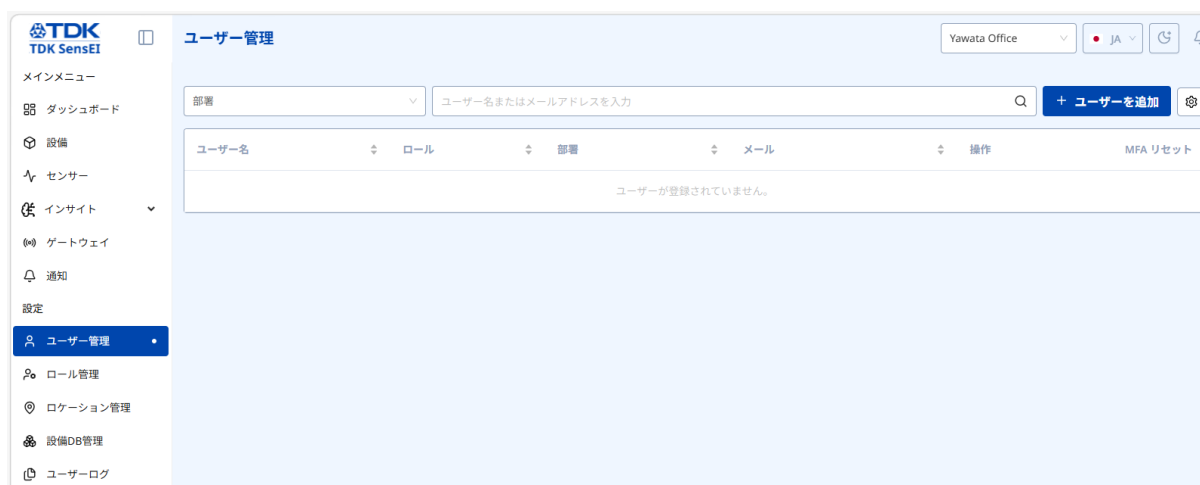 TDK
TDK SensEI
ユーザー管理
Yawata Office
JA
メインメニュー
ダッシュボード
設備
センサー
インサイト
ゲートウェイ
通知
設定
ユーザー管理
ロール管理
ロケーション管理
設備DB管理
ユーザーログ
部署
ユーザー名またはメールアドレスを入力
+ ユーザーを追加
ユーザー名 ロール 部署 メール 操作 MFA リセット
ユーザーが登録されていません。